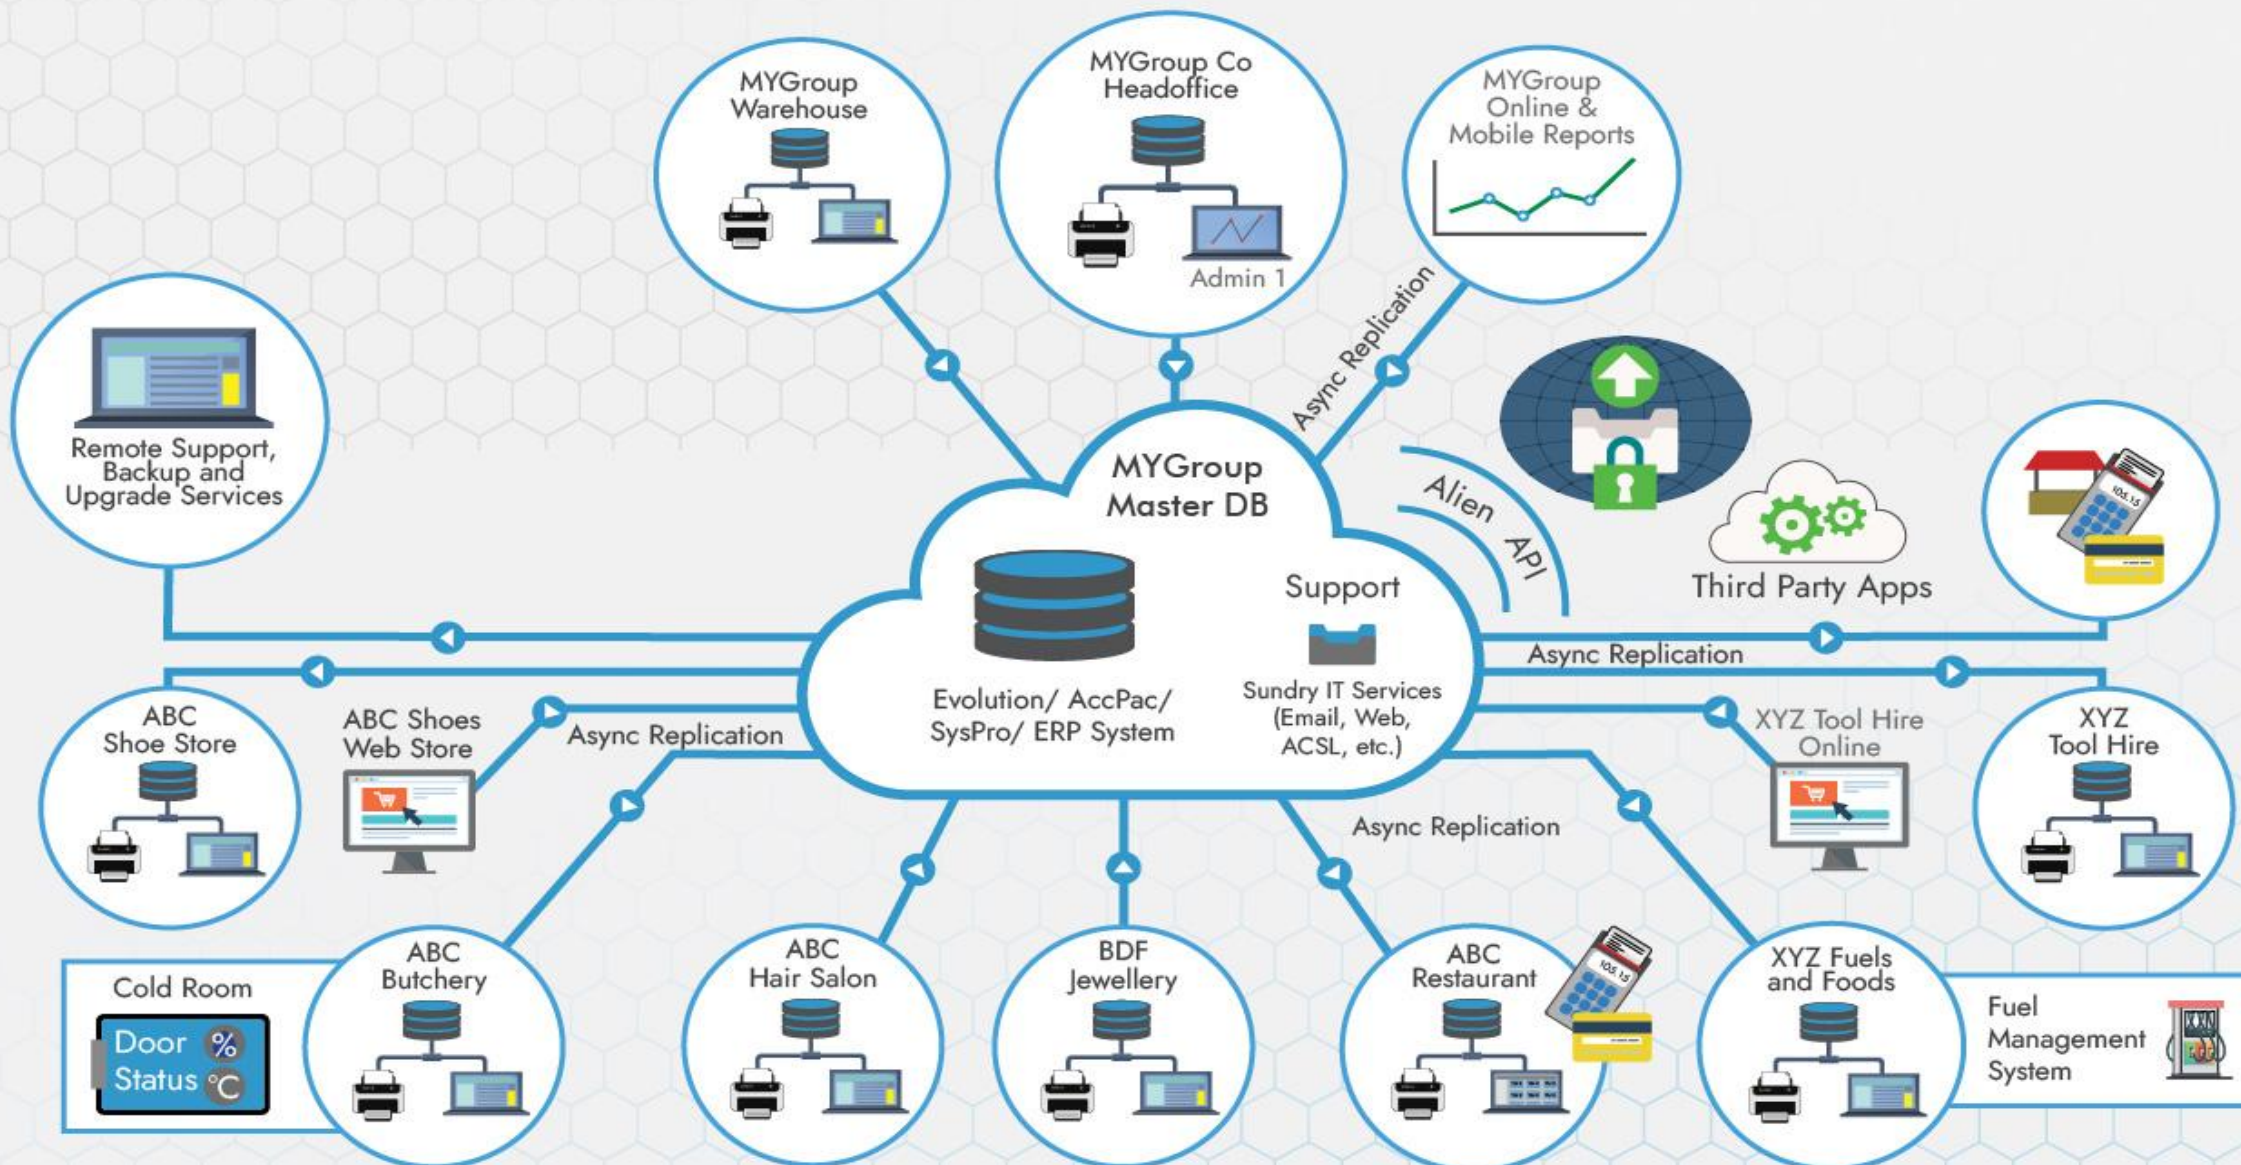 MYGroup
Warehouse
MYGroup Co
Headoffice
Admin 1
MYGroup
Online &
Mobile Reports
Async Replication
Remote Support,
Backup and
Upgrade Services
MYGroup
Master DB
Evolution/ AccPac/
SysPro/ ERP System
Support
Sundry IT Services
(Email, Web,
ACSL, etc.)
Alien API
Third Party Apps
105.15
Async Replication
ABC
Shoe Store
ABC Shoes
Web Store
Async Replication
XYZ Tool Hire
Online
XYZ
Tool Hire
Async Replication
Cold Room
Door %
Status °C
ABC
Butchery
ABC
Hair Salon
BDF
Jewellery
ABC
Restaurant
105.15
XYZ Fuels
and Foods
Fuel
Management
System